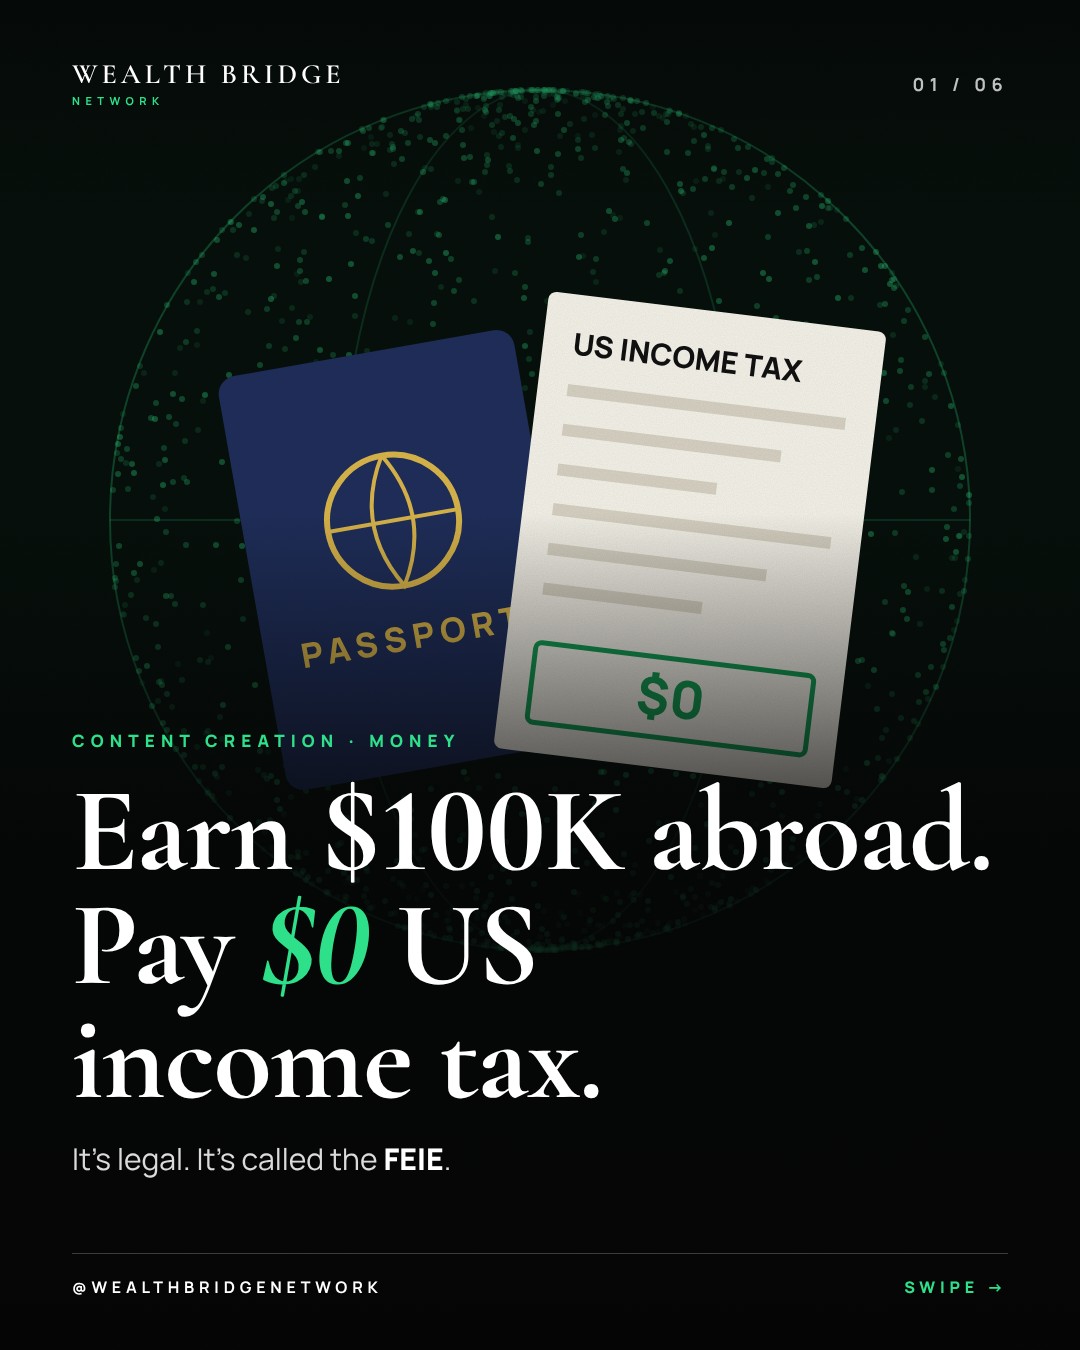 WEALTH BRIDGE
NETWORK
01 / 06
US INCOME TAX
PASSPORT
$0
CONTENT CREATION · MONEY
Earn $100K abroad.
Pay $0 US
income tax.
It's legal. It's called the FEIE.
@WEALTHBRIDGENETWORK
SWIPE →